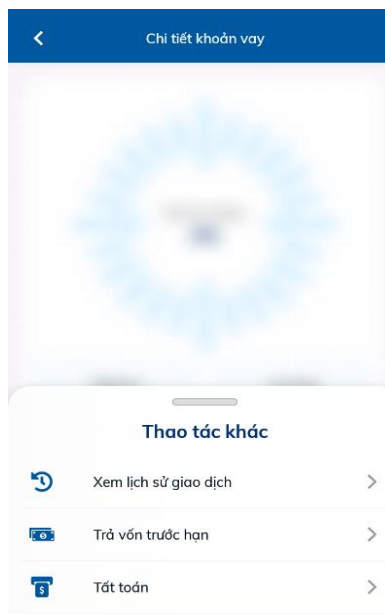 Chi tiết khoản vay
Thao tác khác
Xem lịch sử giao dịch
Trả vốn trước hạn
Tất toán